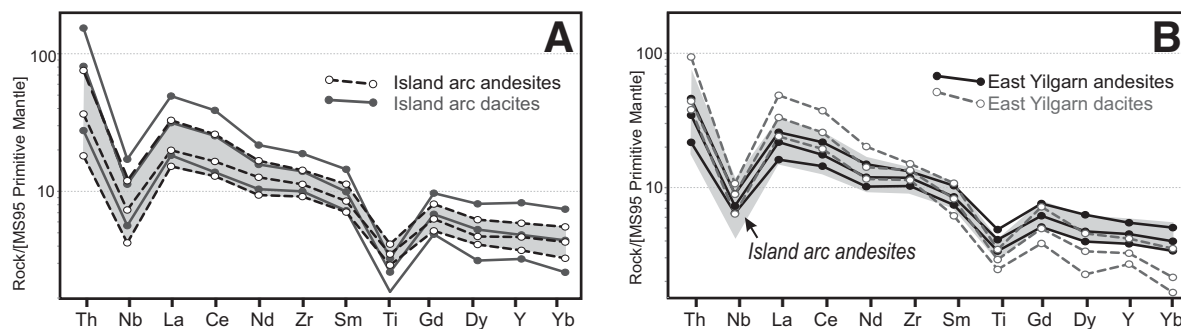 A
Rock/[MS95 Primitive Mantle]
100
10
Island arc andesites
Island arc dacites
Th Nb La Ce Nd Zr Sm Ti Gd Dy Y Yb
B
Rock/[MS95 Primitive Mantle]
100
10
East Yilgarn andesites
East Yilgarn dacites
Island arc andesites
Th Nb La Ce Nd Zr Sm Ti Gd Dy Y Yb